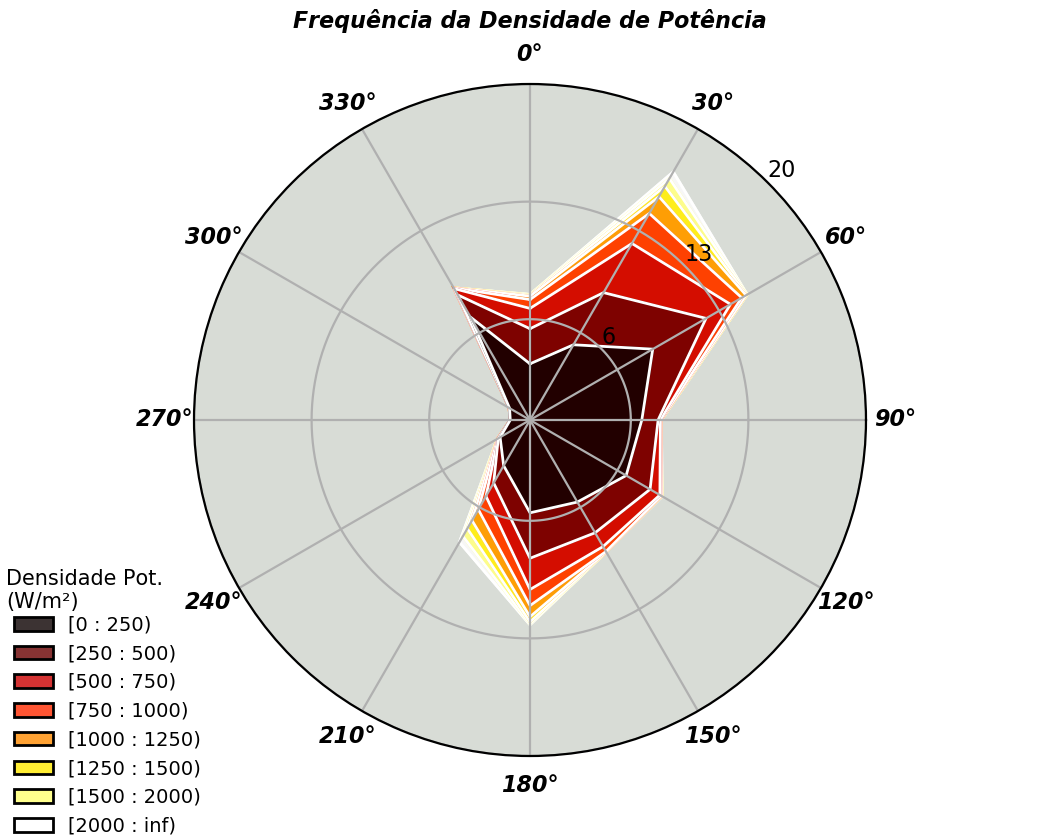 Frequência da Densidade de Potência
0°
330°
30°
20
300°
60°
13
6
270°
90°
240°
120°
210°
150°
180°
Densidade Pot.
(W/m²)
[0 : 250)
[250 : 500)
[500 : 750)
[750 : 1000)
[1000 : 1250)
[1250 : 1500)
[1500 : 2000)
[2000 : inf)